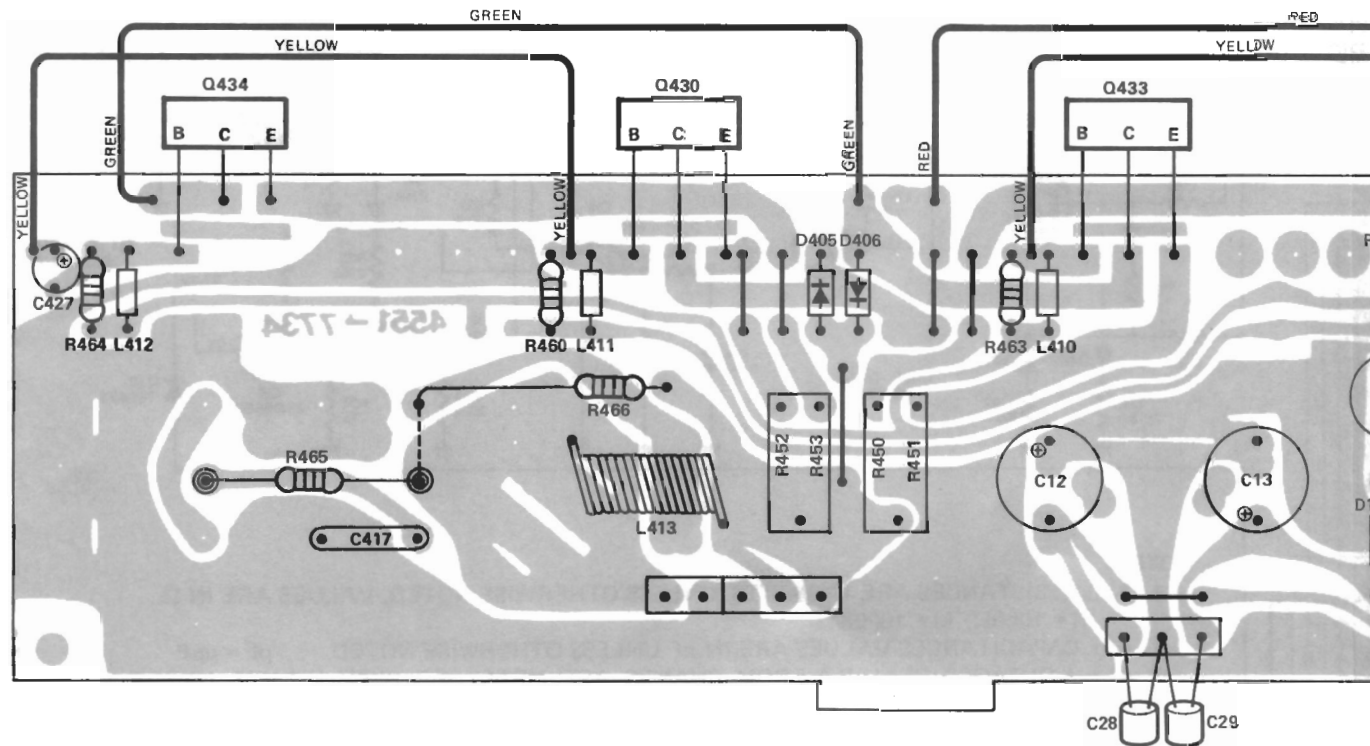 GREEN
RED
YELLOW
YELLOW
Q434
Q430
Q433
B C E
B C E
B C E
GREEN
GREEN
RED
YELLOW
YELLOW
YELLOW
D405 D406
C427
R464 L412
4551-7734
R460 L411
R463 L410
R466
R465
R452
R453
R450
R451
C12
C13
L413
C417
C28
C29